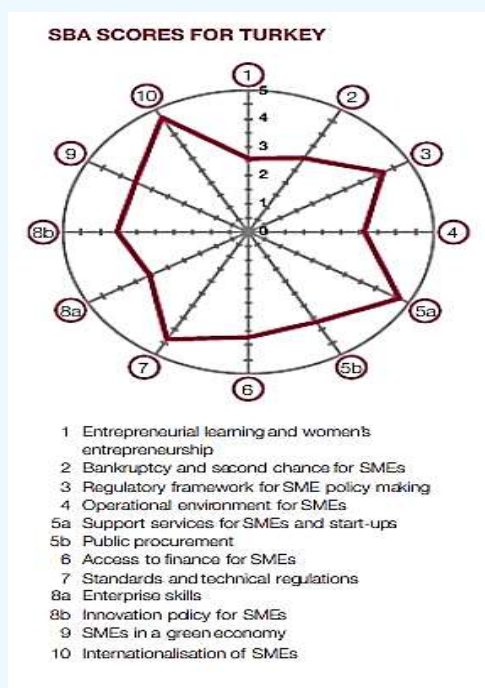 SBA SCORES FOR TURKEY
1
2
3
4
5a
5b
6
7
8a
8b
9
10
5
4
3
2
1
0
1 Entrepreneurial learning and women's
entrepreneurship
2 Bankruptcy and second chance for SMEs
3 Regulatory framework for SME policy making
4 Operational environment for SMEs
5a Support services for SMEs and start-ups
5b Public procurement
6 Access to finance for SMEs
7 Standards and technical regulations
8a Enterprise skills
8b Innovation policy for SMEs
9 SMEs in a green economy
10 Internationalisation of SMEs